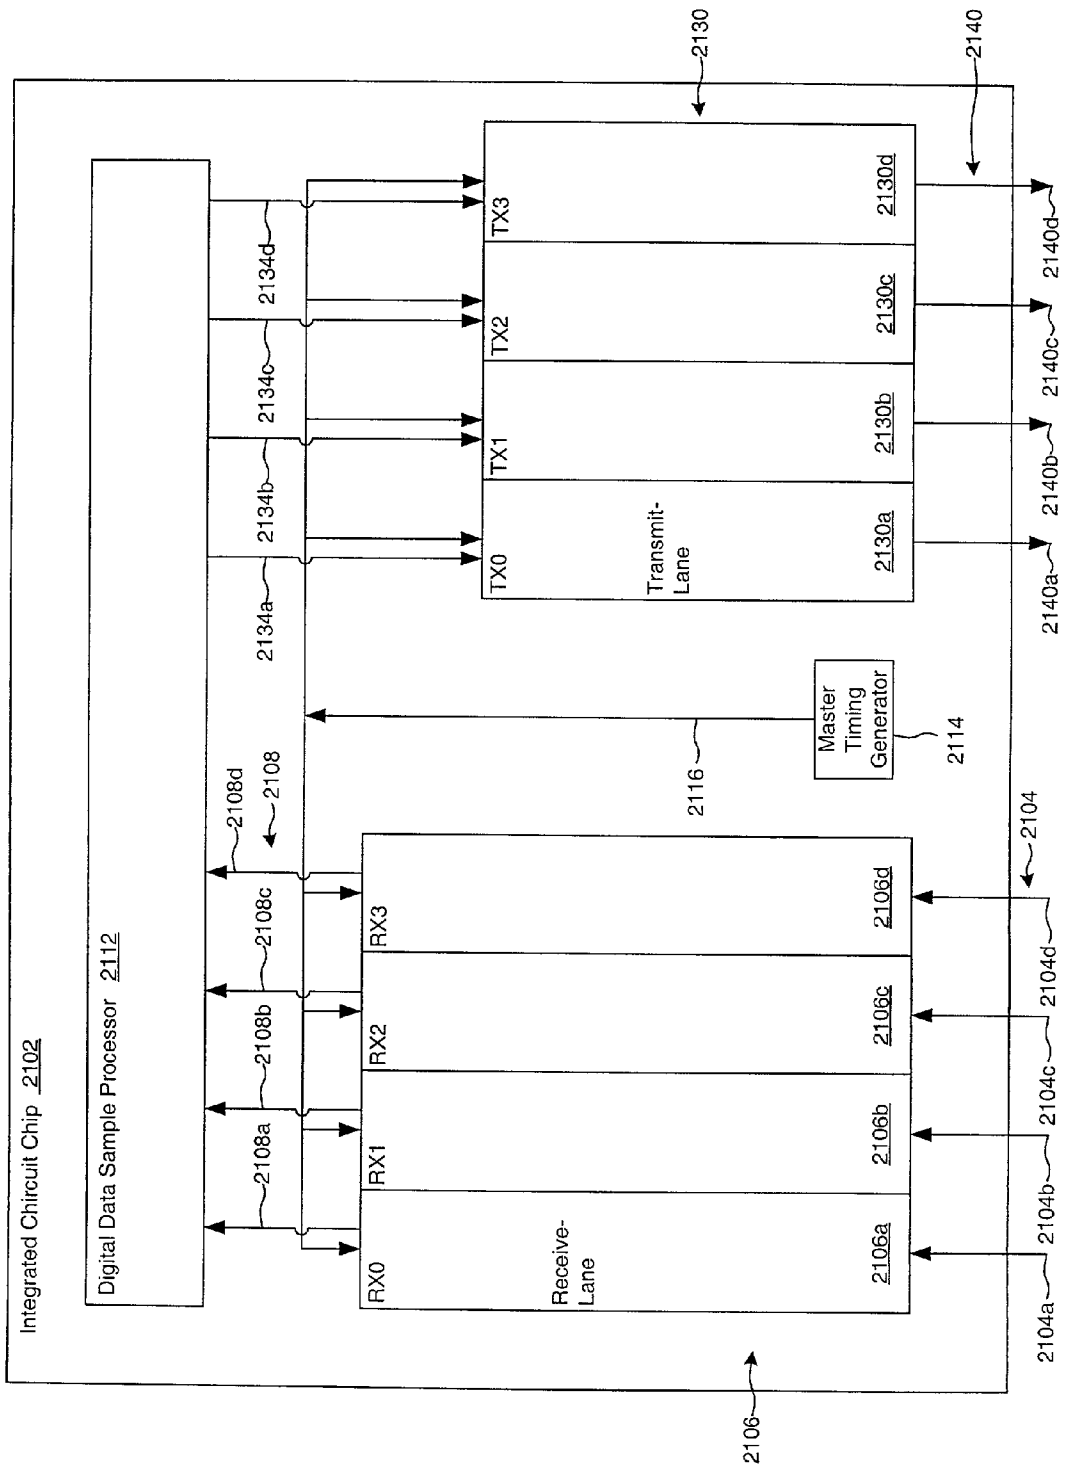 Integrated Chircuit Chip 2102
Digital Data Sample Processor 2112
2108a
2108b
2108c
2108d
2108
2134a
2134b
2134c
2134d
RX0
RX1
RX2
RX3
TX0
TX1
TX2
TX3
Receive-
Lane
Transmit-
Lane
2116
Master
Timing
Generator
2114
2106a
2106b
2106c
2106d
2130a
2130b
2130c
2130d
2106
2130
2104
2140
2104a
2104b
2104c
2104d
2140a
2140b
2140c
2140d